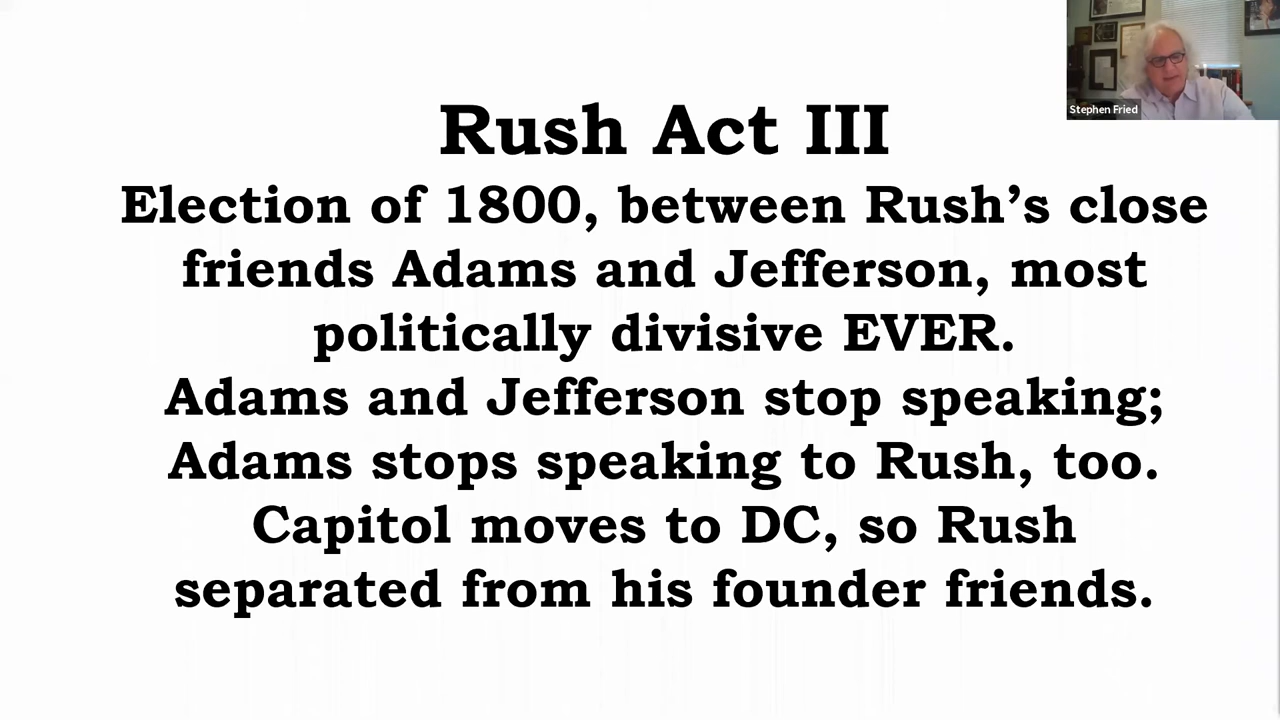 Stephen Fried
Rush Act III
Election of 1800, between Rush’s close
friends Adams and Jefferson, most
politically divisive EVER.
Adams and Jefferson stop speaking;
Adams stops speaking to Rush, too.
Capitol moves to DC, so Rush
separated from his founder friends.